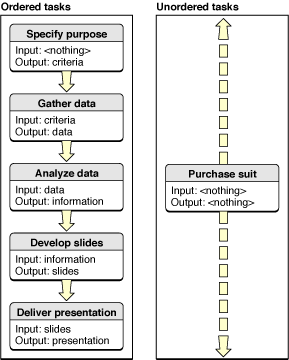 Ordered tasks
Specify purpose
Input: <nothing>
Output: criteria
Gather data
Input: criteria
Output: data
Analyze data
Input: data
Output: information
Develop slides
Input: information
Output: slides
Deliver presentation
Input: slides
Output: presentation
Unordered tasks
Purchase suit
Input: <nothing>
Output: <nothing>